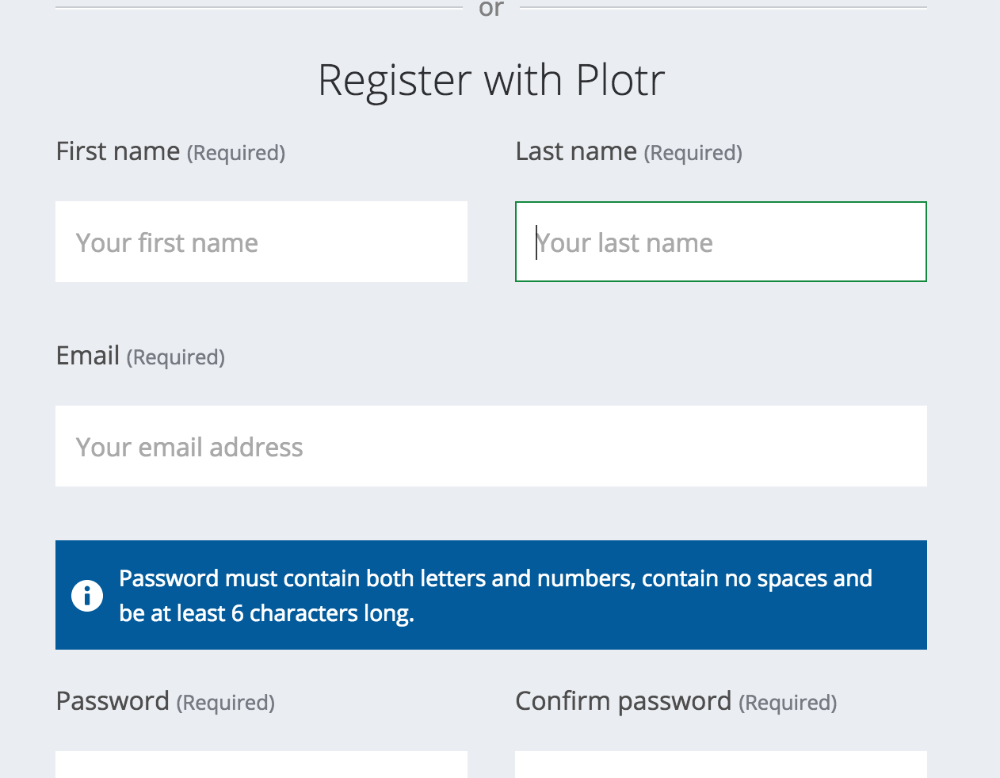 or
Register with Plotr
First name (Required) Last name (Required)
Your first name Your last name
Email (Required)
Your email address
Password must contain both letters and numbers, contain no spaces and
be at least 6 characters long.
Password (Required) Confirm password (Required)